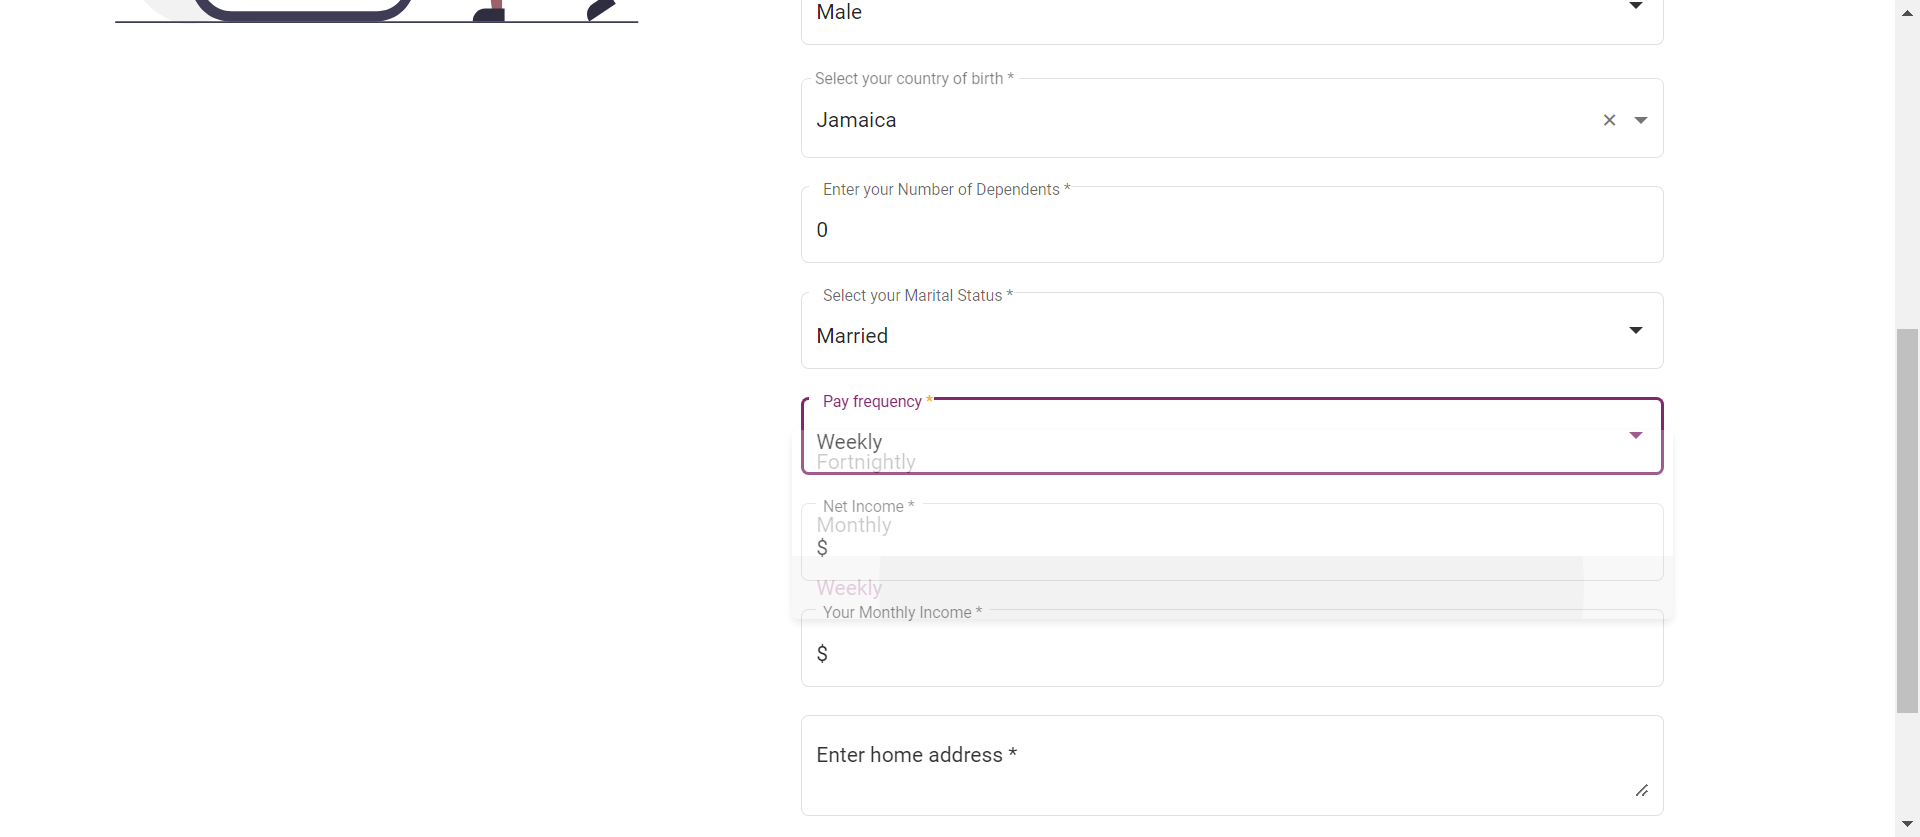 Male
Select your country of birth *
Jamaica
Enter your Number of Dependents *
0
Select your Marital Status *
Married
Pay frequency *
Weekly
Fortnightly
Net Income *
Monthly
$
Weekly
Your Monthly Income *
$
Enter home address *